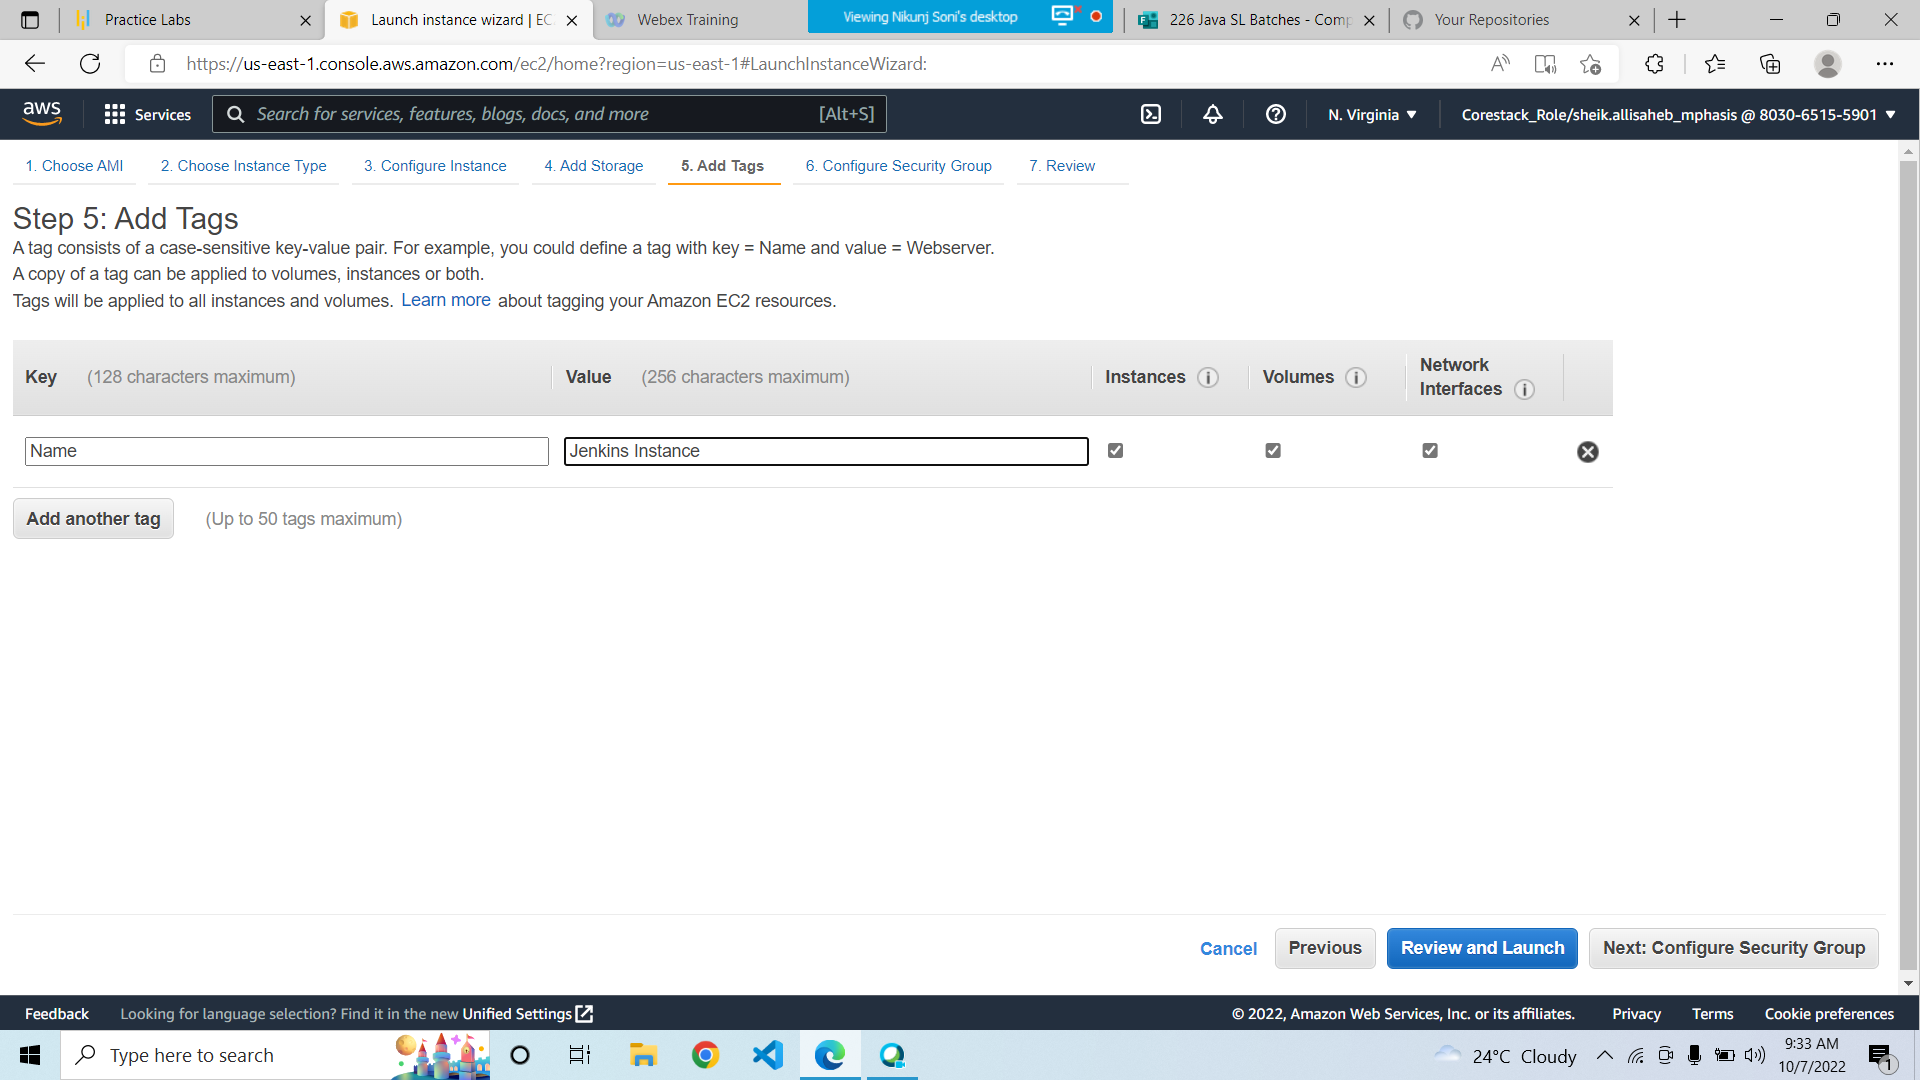 Practice Labs
Launch instance wizard | EC
Webex Training
Viewing Nikunj Soni's desktop
226 Java SL Batches - Comp
Your Repositories
https://us-east-1.console.aws.amazon.com/ec2/home?region=us-east-1#LaunchInstanceWizard:
aws
Services
Search for services, features, blogs, docs, and more
[Alt+S]
N. Virginia
Corestack_Role/sheik.allisaheb_mphasis @ 8030-6515-5901
1. Choose AMI
2. Choose Instance Type
3. Configure Instance
4. Add Storage
5. Add Tags
6. Configure Security Group
7. Review
Step 5: Add Tags
A tag consists of a case-sensitive key-value pair. For example, you could define a tag with key = Name and value = Webserver.
A copy of a tag can be applied to volumes, instances or both.
Tags will be applied to all instances and volumes. Learn more about tagging your Amazon EC2 resources.
Key (128 characters maximum)
Value (256 characters maximum)
Instances
Volumes
Network
Interfaces
Name
Jenkins Instance
Add another tag
(Up to 50 tags maximum)
Cancel
Previous
Review and Launch
Next: Configure Security Group
Feedback
Looking for language selection? Find it in the new Unified Settings
© 2022, Amazon Web Services, Inc. or its affiliates.
Privacy
Terms
Cookie preferences
Type here to search
24°C Cloudy
9:33 AM
10/7/2022
1